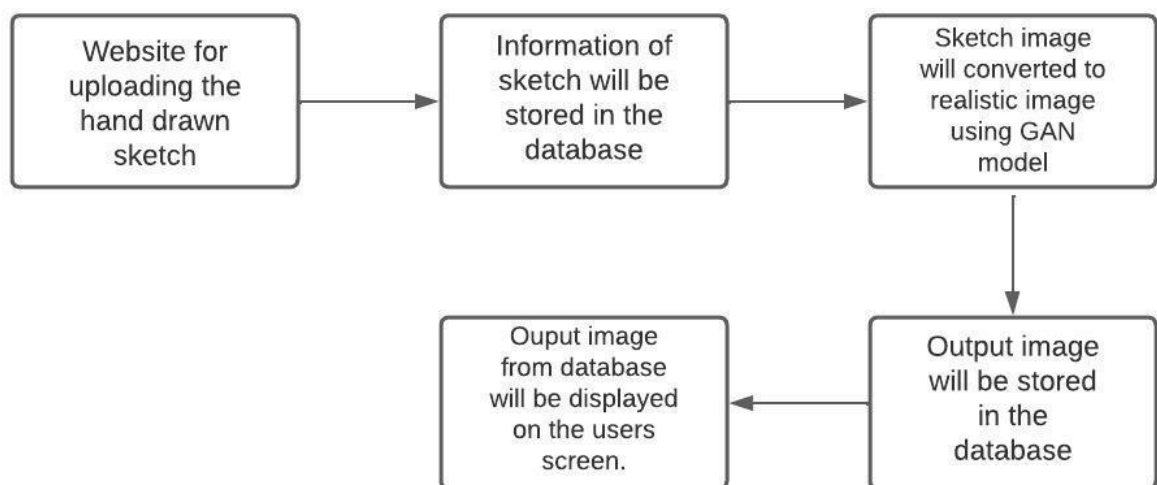 Website for
uploading the
hand drawn
sketch
Information of
sketch will be
stored in the
database
Sketch image
will converted to
realistic image
using GAN
model
Output image
will be stored
in the
database
Ouput image
from database
will be displayed
on the users
screen.